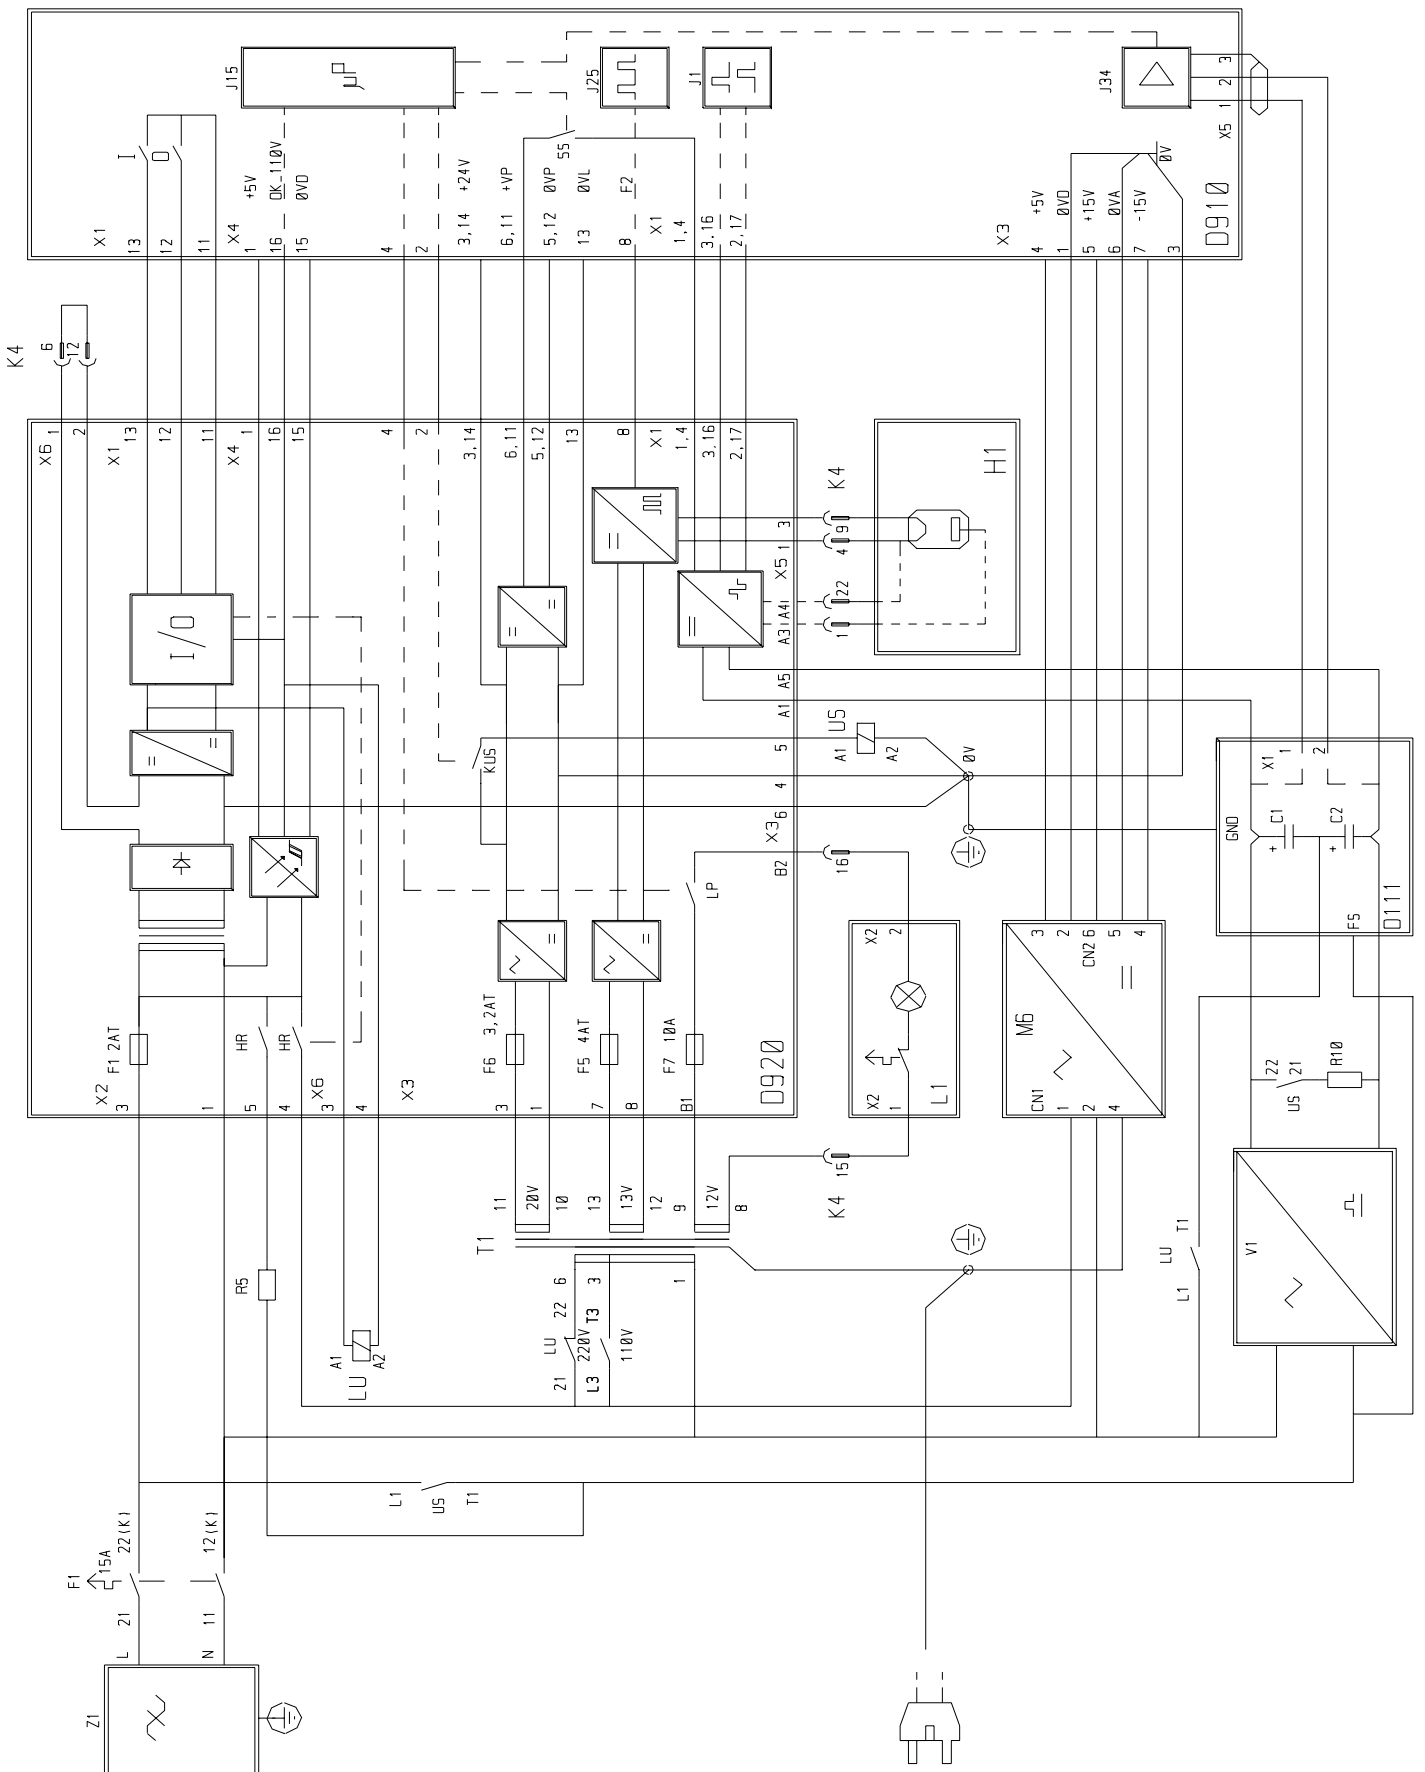 K4
6
12
X1
13
12
11
I
O
X4
1
16
15
+5V
OK_110V
0VD
J15
µP
4
2
3,14
+24V
6,11
+VP
5,12
0VP
13
0VL
8
F2
X1
1,4
3,16
2,17
S5
J25
J1
X3
4
+5V
1
0VD
5
+15V
6
0VA
7
-15V
3
0V
J34
X5
1
2
3
D910
X6
1
2
X1
13
12
11
X4
1
16
15
4
2
3,14
6,11
5,12
13
8
X1
1,4
3,16
2,17
I/O
KUS
LP
X5
1
3
A4
A3
A5
A1
5
4
6
X3
B2
K4
9
4
22
1
H1
US
A1
A2
0V
16
X2
3
F1 2AT
1
5
HR
4
HR
X6
3
4
X3
3
F6 3,2AT
1
7
F5 4AT
8
B1
F7 10A
D920
X2
2
X2
1
L1
K4
15
M6
CN1
1
2
4
3
2
CN2 6
5
4
GND
X1
1
2
+
C1
+
C2
F5
D111
22
21
US
R10
V1
L1
LU
T1
T1
11
20V
10
13
13V
12
9
12V
8
6
3
1
LU
22
21
220V
T3
L3
110V
R5
A1
A2
LU
L1
US
T1
F1
15A
22(K)
12(K)
21
11
L
N
Z1